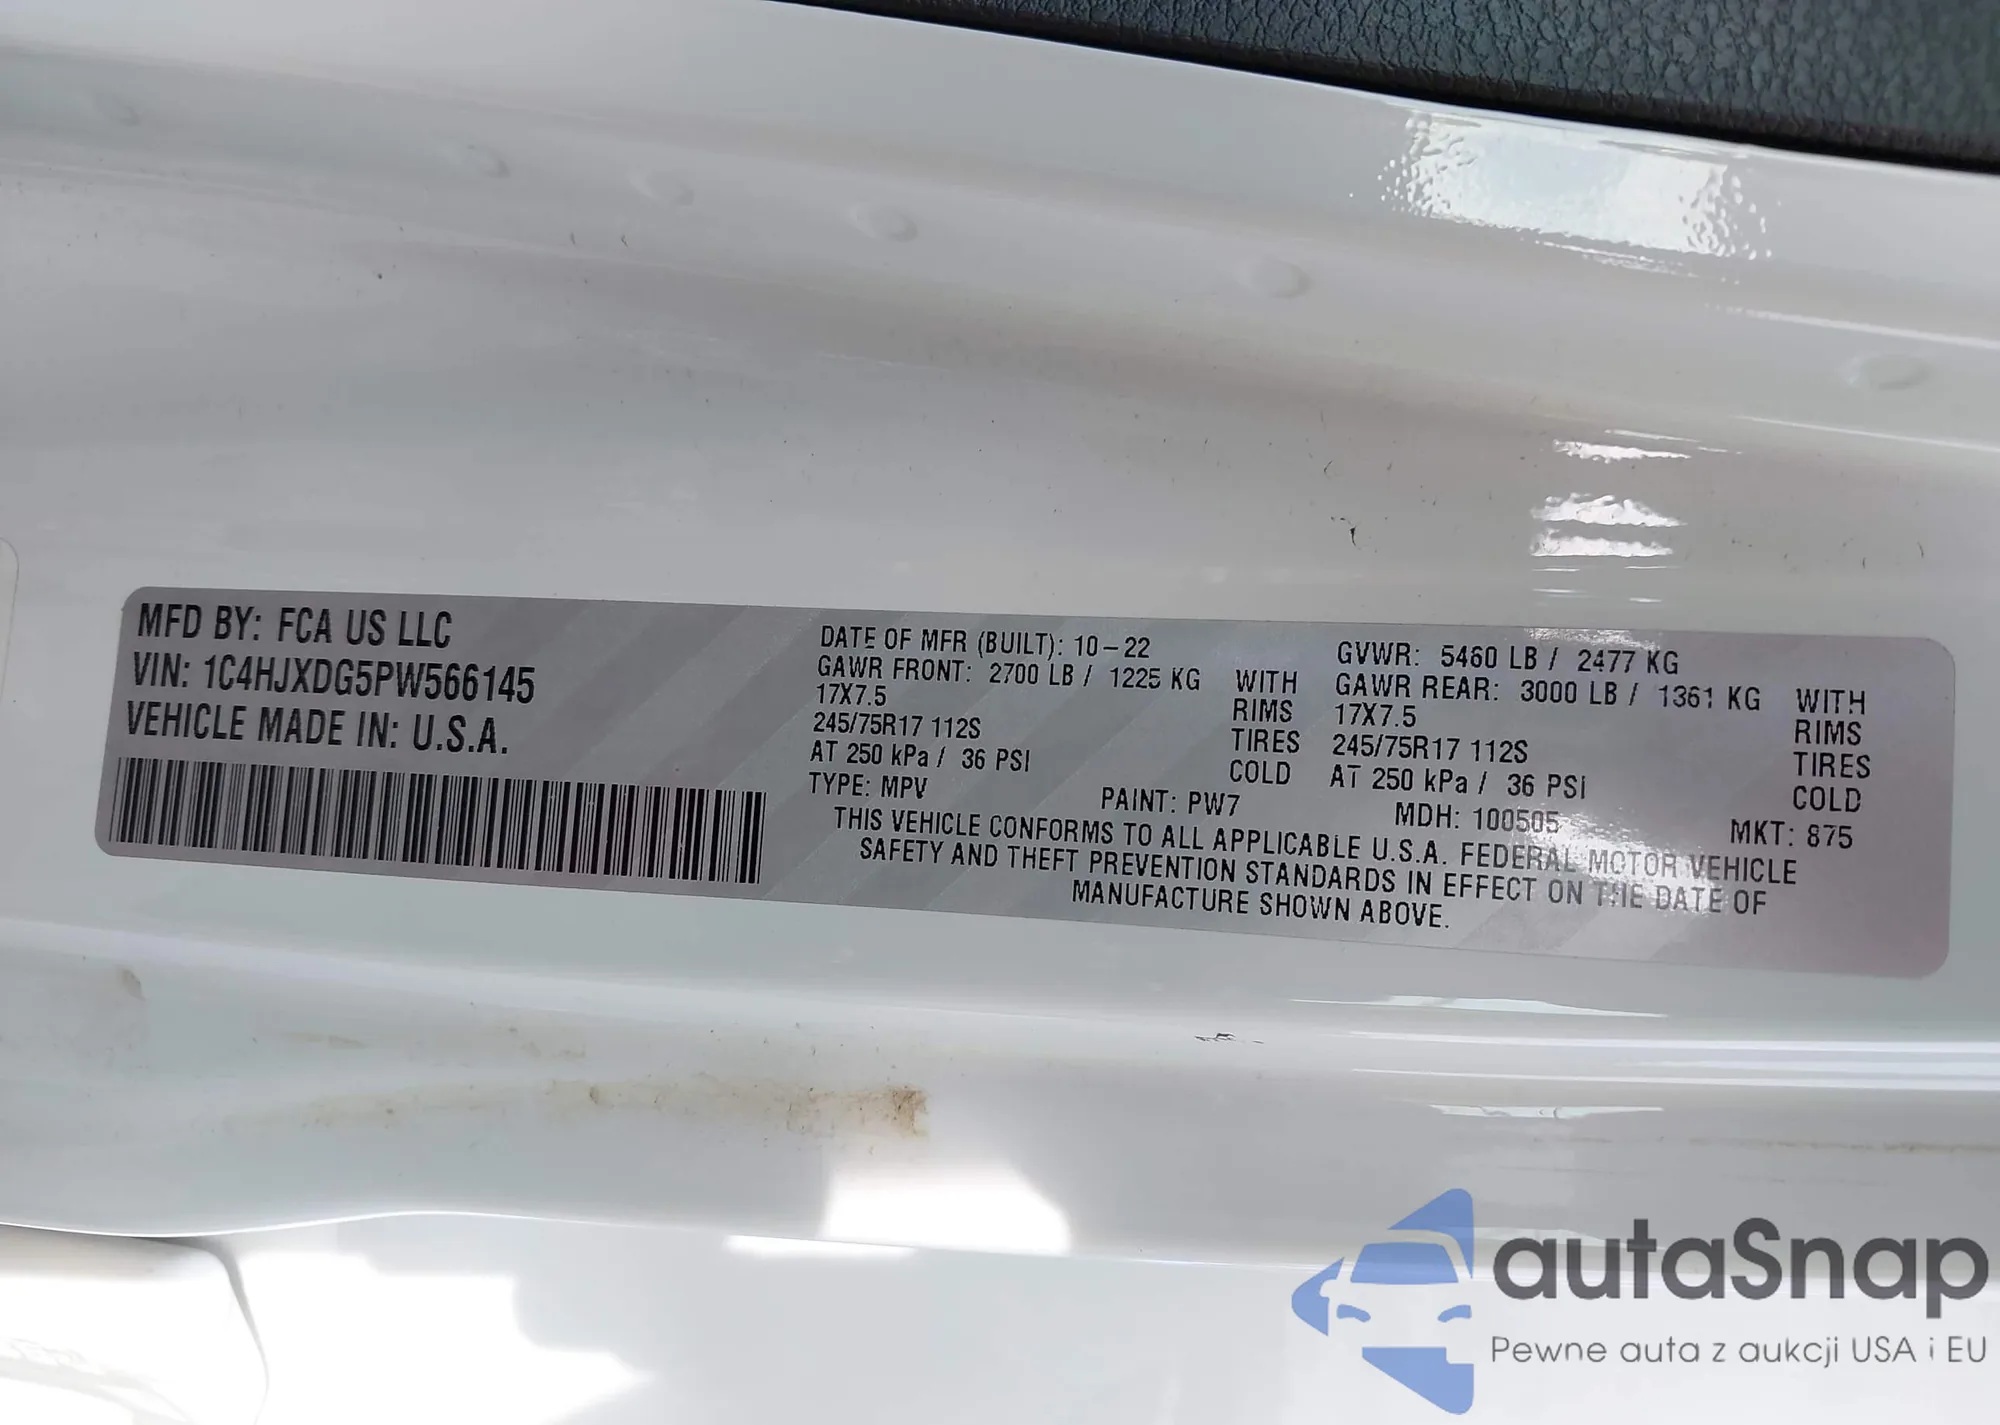 MFD BY: FCA US LLC
VIN: 1C4HJXDG5PW566145
VEHICLE MADE IN: U.S.A.
DATE OF MFR (BUILT): 10-22 GVWR: 5460 LB / 2477 KG
GAWR FRONT: 2700 LB / 1225 KG WITH GAWR REAR: 3000 LB / 1361 KG WITH
17X7.5 RIMS 17X7.5 RIMS
245/75R17 112S TIRES 245/75R17 112S TIRES
AT 250 kPa / 36 PSI COLD AT 250 kPa / 36 PSI COLD
TYPE: MPV PAINT: PW7 MDH: 100505 MKT: 875
THIS VEHICLE CONFORMS TO ALL APPLICABLE U.S.A. FEDERAL MOTOR VEHICLE
SAFETY AND THEFT PREVENTION STANDARDS IN EFFECT ON THE DATE OF
MANUFACTURE SHOWN ABOVE.
autaSnap
Pewne auta z aukcji USA i EU